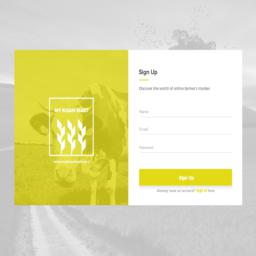 MY KISAN MART
Sign Up
Discover the world of online farmer's market.
Name
Email
Password
Sign Up
Already have an account? Sign in here